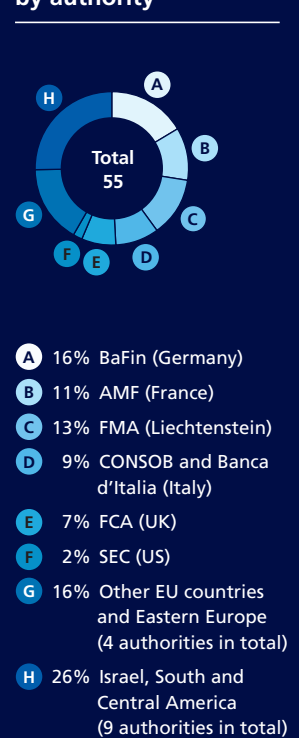 by authority
A
H
B
Total
55
G
C
F
E
D
A 16% BaFin (Germany)
B 11% AMF (France)
C 13% FMA (Liechtenstein)
D 9% CONSOB and Banca
d’Italia (Italy)
E 7% FCA (UK)
F 2% SEC (US)
G 16% Other EU countries
and Eastern Europe
(4 authorities in total)
H 26% Israel, South and
Central America
(9 authorities in total)